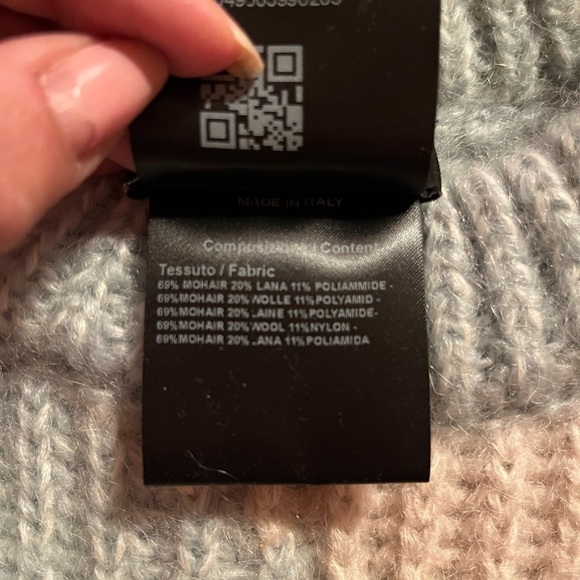 MADE IN ITALY
Composizione / Content
Tessuto / Fabric
69% MOHAIR 20% LANA 11% POLIAMMIDE -
69%MOHAIR 20% WOLLE 11%POLYAMID -
69%MOHAIR 20% LAINE 11%POLYAMIDE-
69%MOHAIR 20%WOOL 11%NYLON -
69%MOHAIR 20% LANA 11%POLIAMIDA